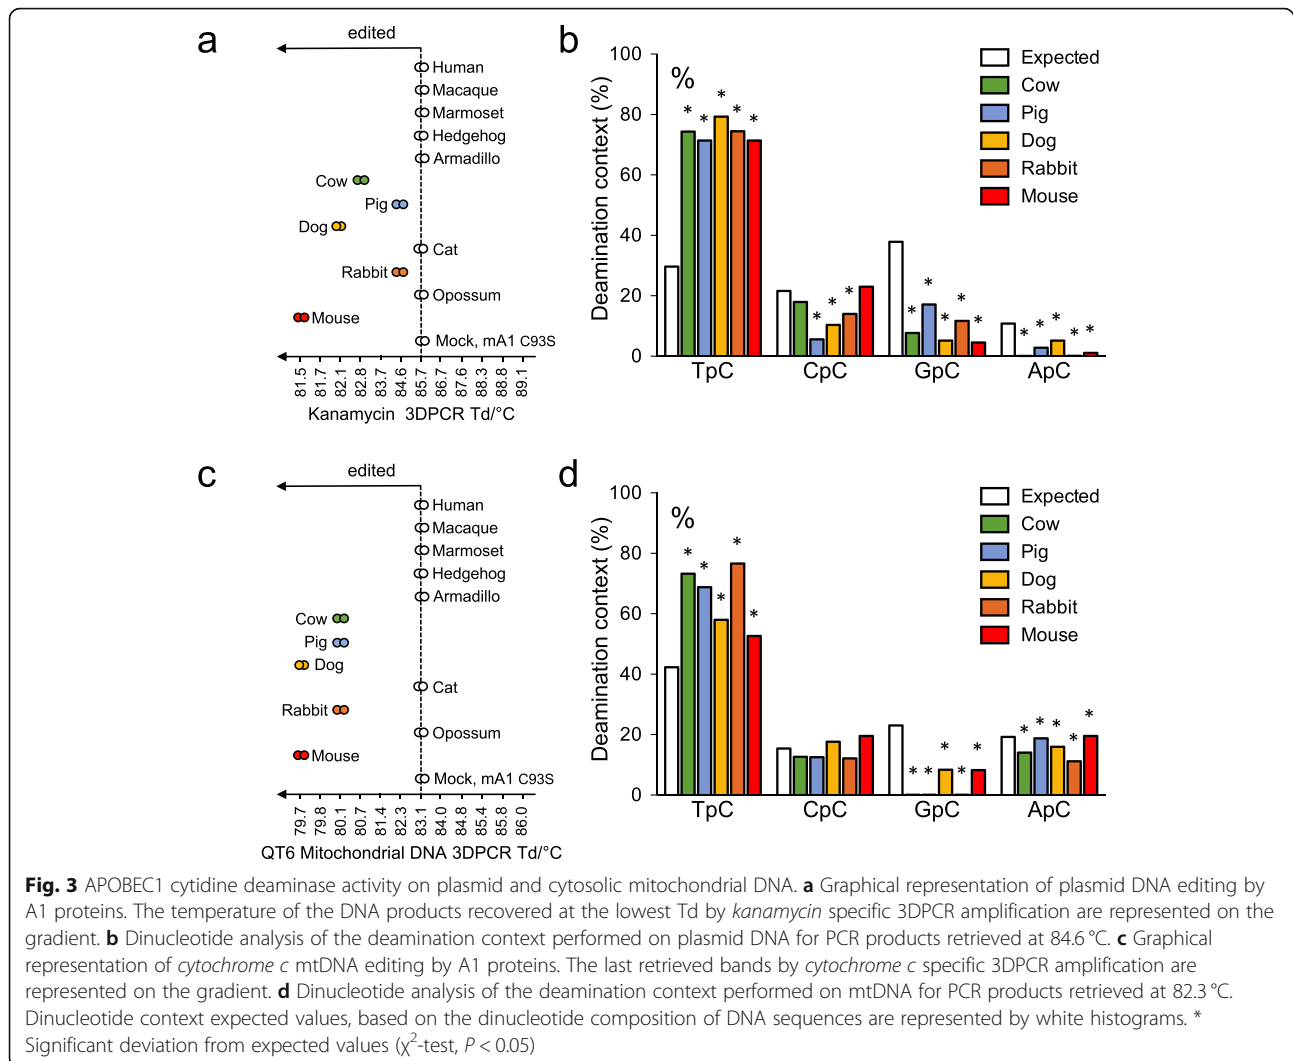 a
edited
Human
Macaque
Marmoset
Hedgehog
Armadillo
Cow
Pig
Dog
Cat
Rabbit
Opossum
Mouse
Mock, mA1 C93S
81.5 81.7 82.1 82.8 83.7 84.6 85.7 86.7 87.6 88.3 88.8 89.1
Kanamycin 3DPCR Td/°C
b
Deamination context (%)
100
80
60
40
20
0
%
* * * * *
* * *
* * * * *
* * * * *
TpC CpC GpC ApC
Expected
Cow
Pig
Dog
Rabbit
Mouse
c
edited
Human
Macaque
Marmoset
Hedgehog
Armadillo
Cow
Pig
Dog
Cat
Rabbit
Opossum
Mouse
Mock, mA1 C93S
79.7 79.8 80.1 80.7 81.4 82.3 83.1 84.0 84.8 85.4 85.8 86.0
QT6 Mitochondrial DNA 3DPCR Td/°C
d
Deamination context (%)
100
80
60
40
20
0
%
* * * * *
* * * * *
* * * * *
TpC CpC GpC ApC
Expected
Cow
Pig
Dog
Rabbit
Mouse
Fig. 3 APOBEC1 cytidine deaminase activity on plasmid and cytosolic mitochondrial DNA. a Graphical representation of plasmid DNA editing by
A1 proteins. The temperature of the DNA products recovered at the lowest Td by kanamycin specific 3DPCR amplification are represented on the
gradient. b Dinucleotide analysis of the deamination context performed on plasmid DNA for PCR products retrieved at 84.6 °C. c Graphical
representation of cytochrome c mtDNA editing by A1 proteins. The last retrieved bands by cytochrome c specific 3DPCR amplification are
represented on the gradient. d Dinucleotide analysis of the deamination context performed on mtDNA for PCR products retrieved at 82.3 °C.
Dinucleotide context expected values, based on the dinucleotide composition of DNA sequences are represented by white histograms. *
Significant deviation from expected values (χ²-test, P < 0.05)